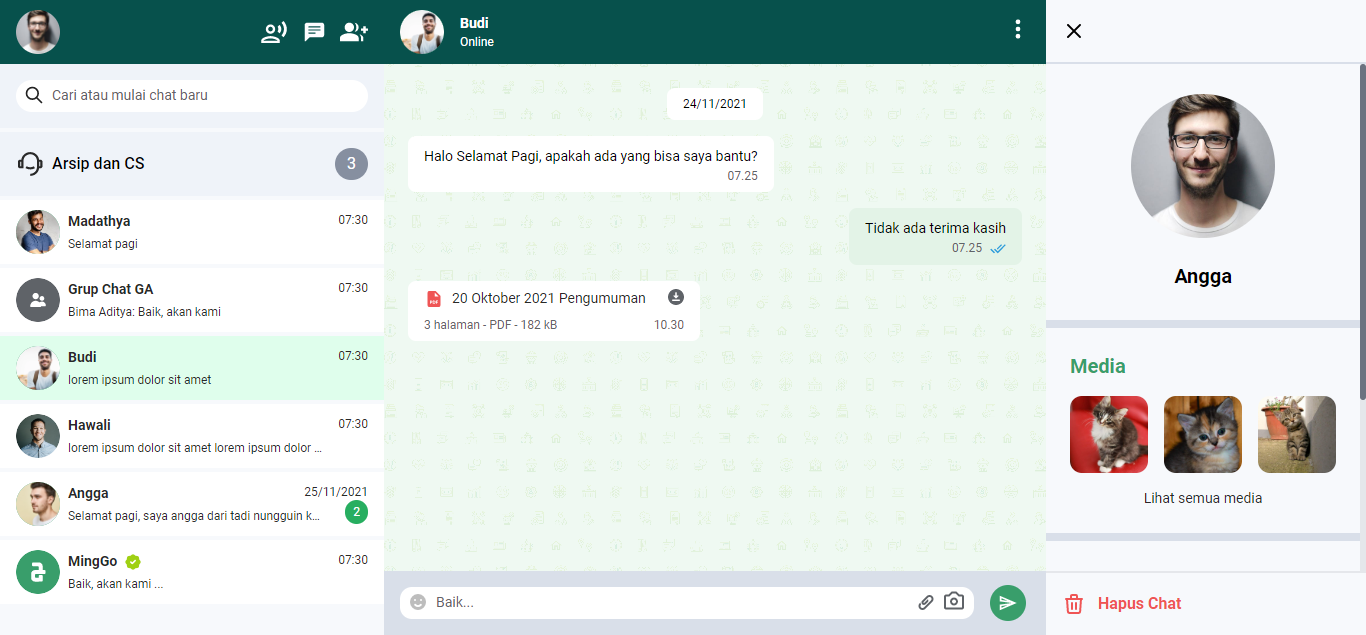 Cari atau mulai chat baru
Arsip dan CS
3
Madathya
07:30
Selamat pagi
Grup Chat GA
07:30
Bima Aditya: Baik, akan kami
Budi
07:30
lorem ipsum dolor sit amet
Hawali
07:30
lorem ipsum dolor sit amet lorem ipsum dolor ...
Angga
25/11/2021
Selamat pagi, saya angga dari tadi nungguin k...
2
MingGo
07:30
Baik, akan kami ...
Budi
Online
24/11/2021
Halo Selamat Pagi, apakah ada yang bisa saya bantu?
07.25
Tidak ada terima kasih
07.25
PDF
20 Oktober 2021 Pengumuman
3 halaman - PDF - 182 kB
10.30
Baik...
Angga
Media
Lihat semua media
Hapus Chat